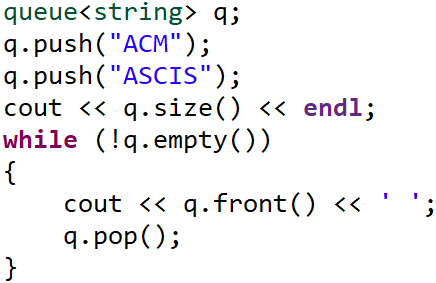 queue<string> q;
q.push("ACM");
q.push("ASCIS");
cout << q.size() << endl;
while (!q.empty())
{
    cout << q.front() << ' ';
    q.pop();
}